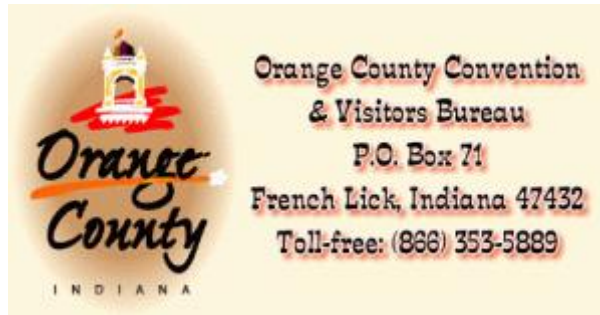 Orange
County
INDIANA
Orange County Convention
& Visitors Bureau
P.O. Box 71
French Lick, Indiana 47432
Toll-free: (866) 353-5889